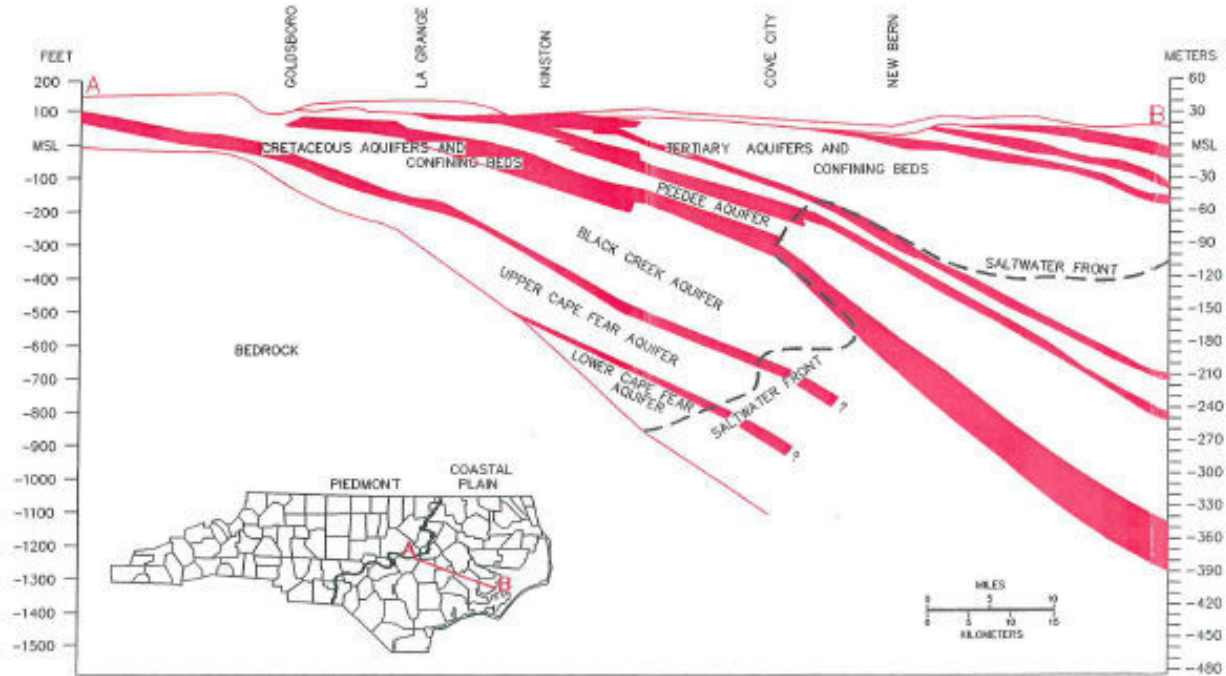 FEET
GOLDSBORO
LA GRANGE
KINSTON
COVE CITY
NEW BERN
METERS
A
B
200
100
MSL
-100
-200
-300
-400
-500
-600
-700
-800
-900
-1000
-1100
-1200
-1300
-1400
-1500
60
30
MSL
-30
-60
-90
-120
-150
-180
-210
-240
-270
-300
-330
-360
-390
-420
-450
-480
CRETACEOUS AQUIFERS AND
CONFINING BEDS
TERTIARY AQUIFERS AND
CONFINING BEDS
PEEDEE AQUIFER
BLACK CREEK AQUIFER
UPPER CAPE FEAR AQUIFER
LOWER CAPE FEAR
AQUIFER
BEDROCK
SALTWATER FRONT
SALTWATER FRONT
?
?
PIEDMONT
COASTAL
PLAIN
A
B
MILES
0 5 10
0 5 10 15
KILOMETERS